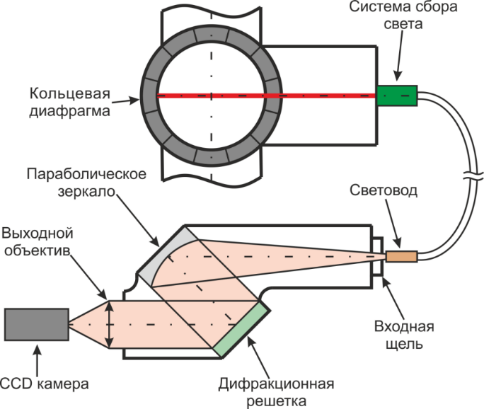 Система сбора
света
Кольцевая
диафрагма
Параболическое
зеркало
Световод
Выходной
объектив
Входная
щель
CCD камера
Дифракционная
решетка